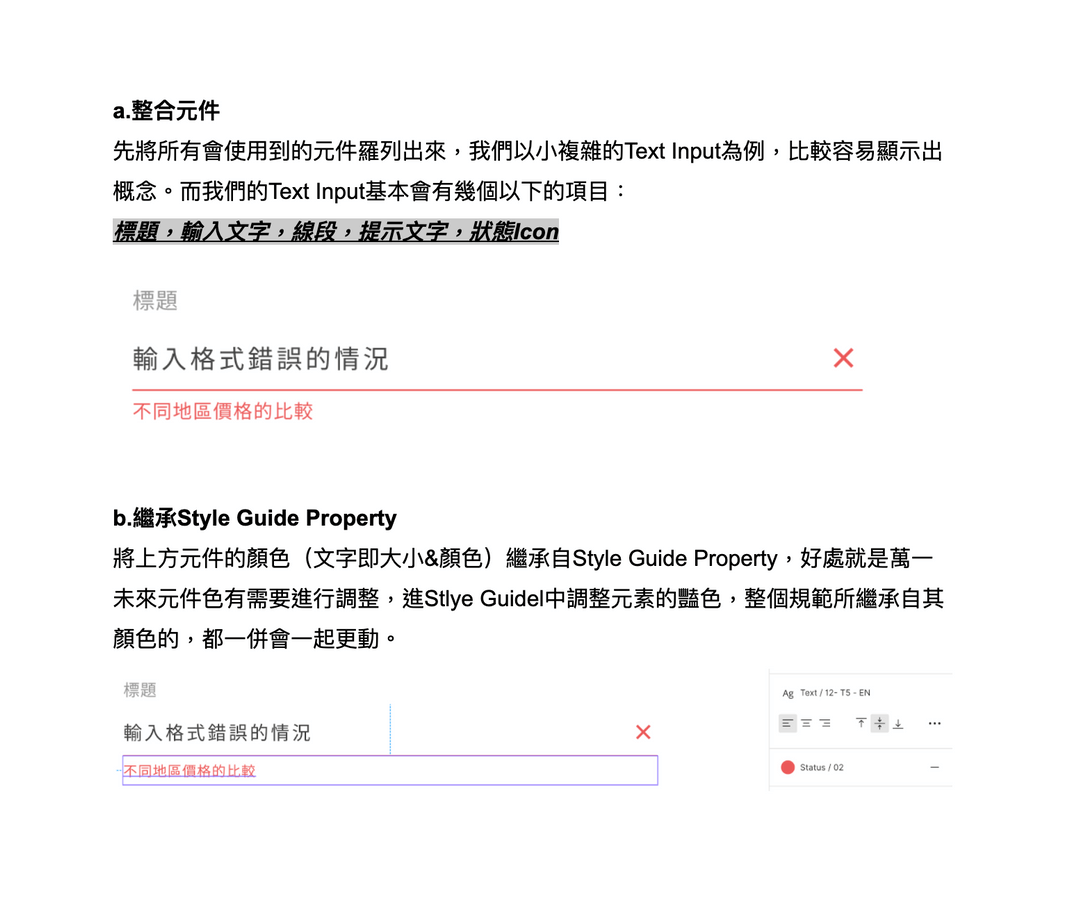 a.整合元件
先將所有會使用到的元件羅列出來，我們以小複雜的Text Input為例，比較容易顯示出
概念。而我們的Text Input基本會有幾個以下的項目：
標題，輸入文字，線段，提示文字，狀態Icon
標題
輸入格式錯誤的情況
不同地區價格的比較
b.繼承Style Guide Property
將上方元件的顏色（文字即大小&顏色）繼承自Style Guide Property，好處就是萬一
未來元件色有需要進行調整，進Stlye Guidel中調整元素的豔色，整個規範所繼承自其
顏色的，都一併會一起更動。
標題
輸入格式錯誤的情況
不同地區價格的比較
Ag Text / 12- T5 - EN
Status / 02